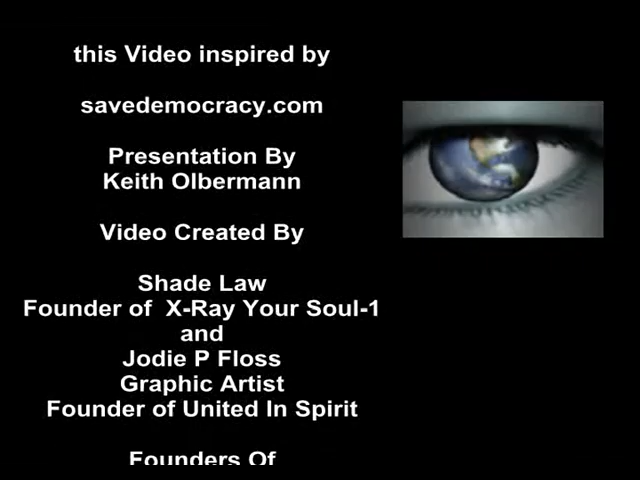 this Video inspired by
savedemocracy.com
Presentation By
Keith Olbermann
Video Created By
Shade Law
Founder of  X-Ray Your Soul-1
and
Jodie P Floss
Graphic Artist
Founder of United In Spirit
Founders Of